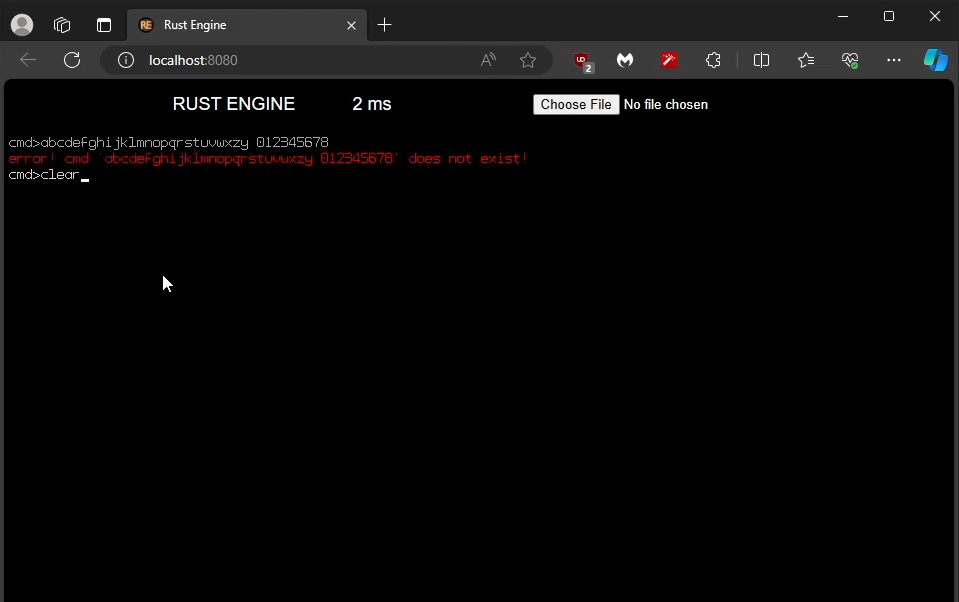 RE Rust Engine
localhost:8080
UD 2
RUST ENGINE 2 ms Choose File No file chosen
cmd>abcdefghijklmnopqrstuvwxzy 012345678
error! cmd `abcdefghijklmnopqrstuvwxzy 012345678` does not exist!
cmd>clear_